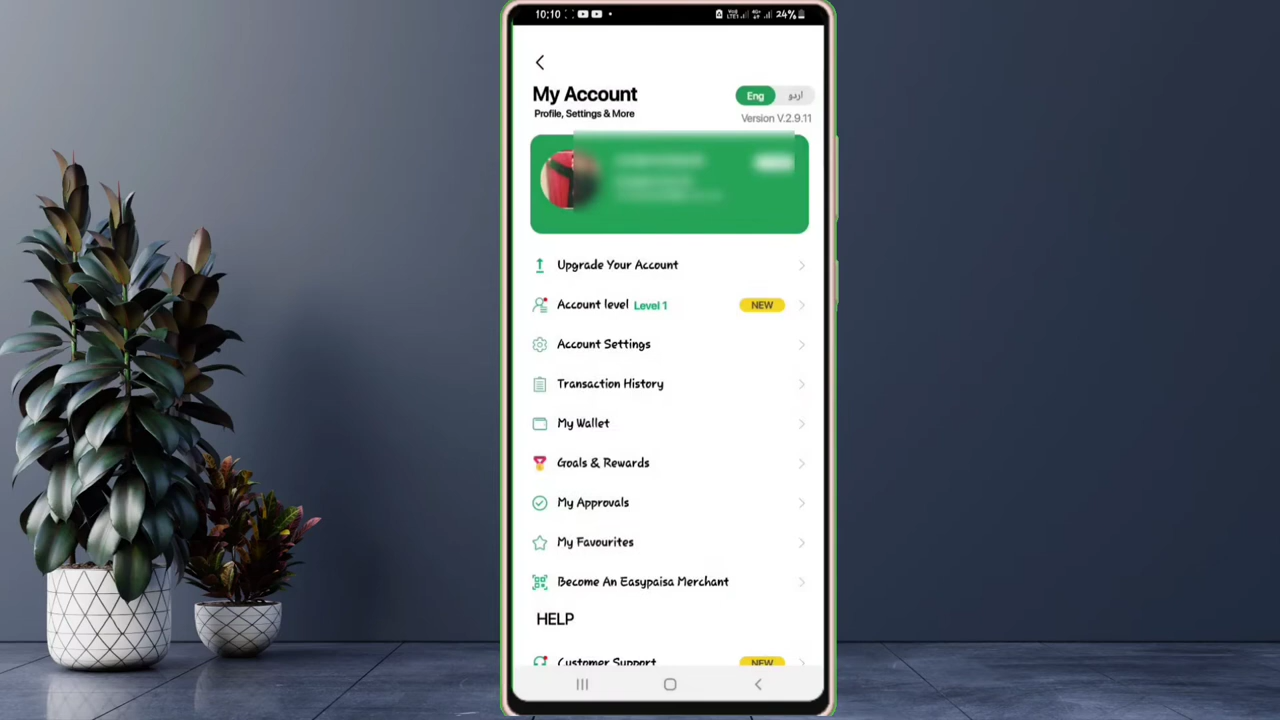 10:10
VoLTE1 4G+ 24%
My Account
Eng اردو
Profile, Settings & More
Version V.2.9.11
Upgrade Your Account
Account level Level 1 NEW
Account Settings
Transaction History
My Wallet
Goals & Rewards
My Approvals
My Favourites
Become An Easypaisa Merchant
HELP
Customer Support NEW